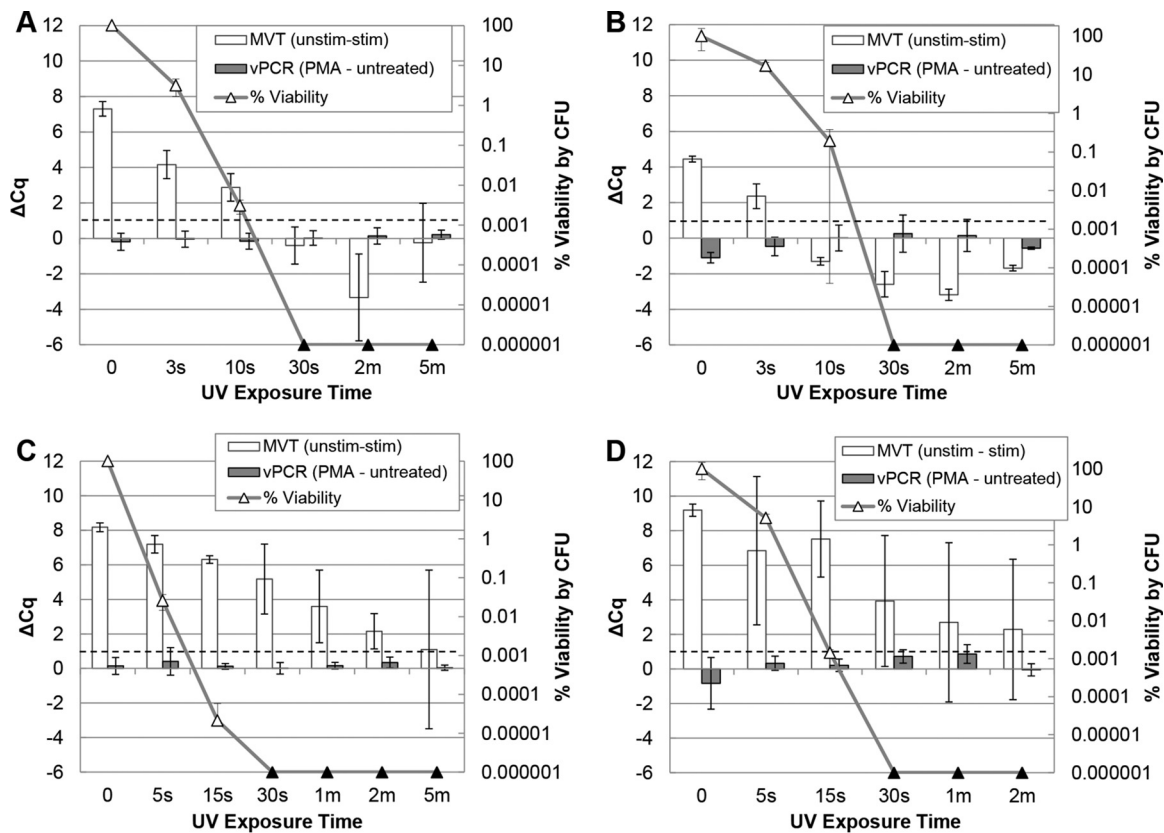 A
MVT (unstim-stim)
vPCR (PMA - untreated)
% Viability
12
10
8
6
4
2
0
-2
-4
-6
ΔCq
100
10
1
0.1
0.01
0.001
0.0001
0.00001
0.000001
% Viability by CFU
0 3s 10s 30s 2m 5m
UV Exposure Time
B
MVT (unstim-stim)
vPCR (PMA - untreated)
% Viability
12
10
8
6
4
2
0
-2
-4
-6
ΔCq
100
10
1
0.1
0.01
0.001
0.0001
0.00001
0.000001
% Viability by CFU
0 3s 10s 30s 2m 5m
UV Exposure Time
C
MVT (unstim-stim)
vPCR (PMA - untreated)
% Viability
12
10
8
6
4
2
0
-2
-4
-6
ΔCq
100
10
1
0.1
0.01
0.001
0.0001
0.00001
0.000001
% Viability by CFU
0 5s 15s 30s 1m 2m 5m
UV Exposure Time
D
MVT (unstim - stim)
vPCR (PMA - untreated)
% Viability
12
10
8
6
4
2
0
-2
-4
-6
ΔCq
100
10
1
0.1
0.01
0.001
0.0001
0.00001
0.000001
% Viability by CFU
0 5s 15s 30s 1m 2m
UV Exposure Time